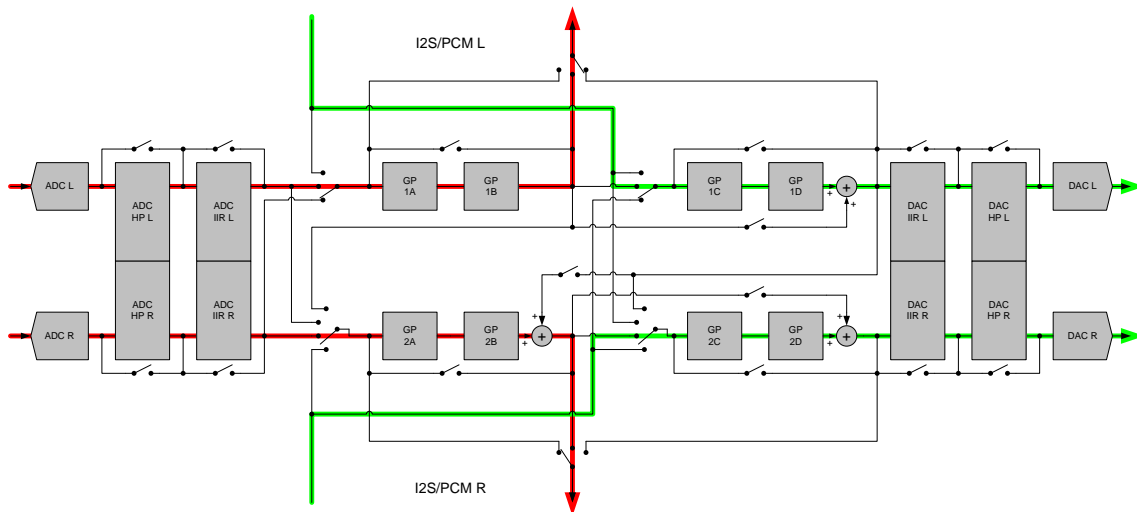 I2S/PCM L
ADC L
ADC
HP L
ADC
IIR L
GP
1A
GP
1B
GP
1C
GP
1D
+
+
+
DAC
IIR L
DAC
HP L
DAC L
ADC R
ADC
HP R
ADC
IIR R
GP
2A
GP
2B
+
+
+
GP
2C
GP
2D
+
+
+
DAC
IIR R
DAC
HP R
DAC R
I2S/PCM R